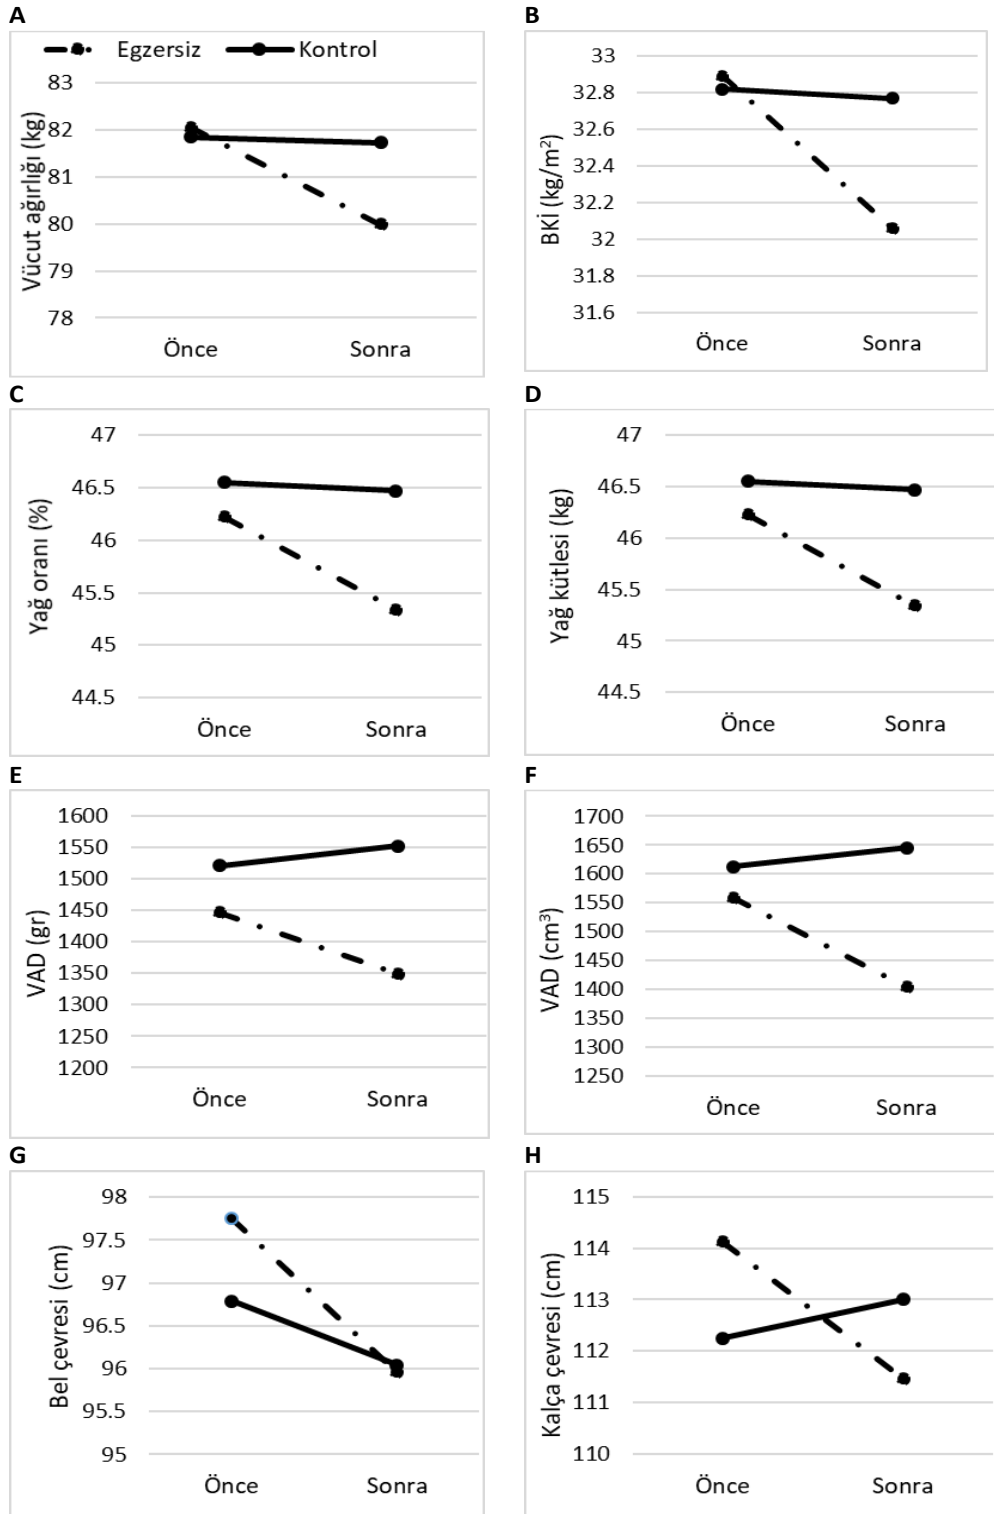 A
Egzersiz Kontrol
Vücut ağırlığı (kg)
83
82
81
80
79
78
Önce Sonra
B
BKİ (kg/m²)
33
32.8
32.6
32.4
32.2
32
31.8
31.6
Önce Sonra
C
Yağ oranı (%)
47
46.5
46
45.5
45
44.5
Önce Sonra
D
Yağ kütlesi (kg)
47
46.5
46
45.5
45
44.5
Önce Sonra
E
VAD (gr)
1600
1550
1500
1450
1400
1350
1300
1250
1200
Önce Sonra
F
VAD (cm³)
1700
1650
1600
1550
1500
1450
1400
1350
1300
1250
Önce Sonra
G
Bel çevresi (cm)
98
97.5
97
96.5
96
95.5
95
Önce Sonra
H
Kalça çevresi (cm)
115
114
113
112
111
110
Önce Sonra